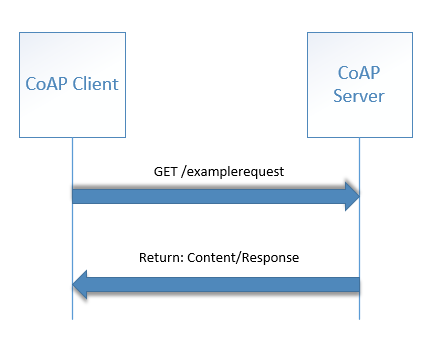 CoAP Client
CoAP
Server
GET /examplerequest
Return: Content/Response